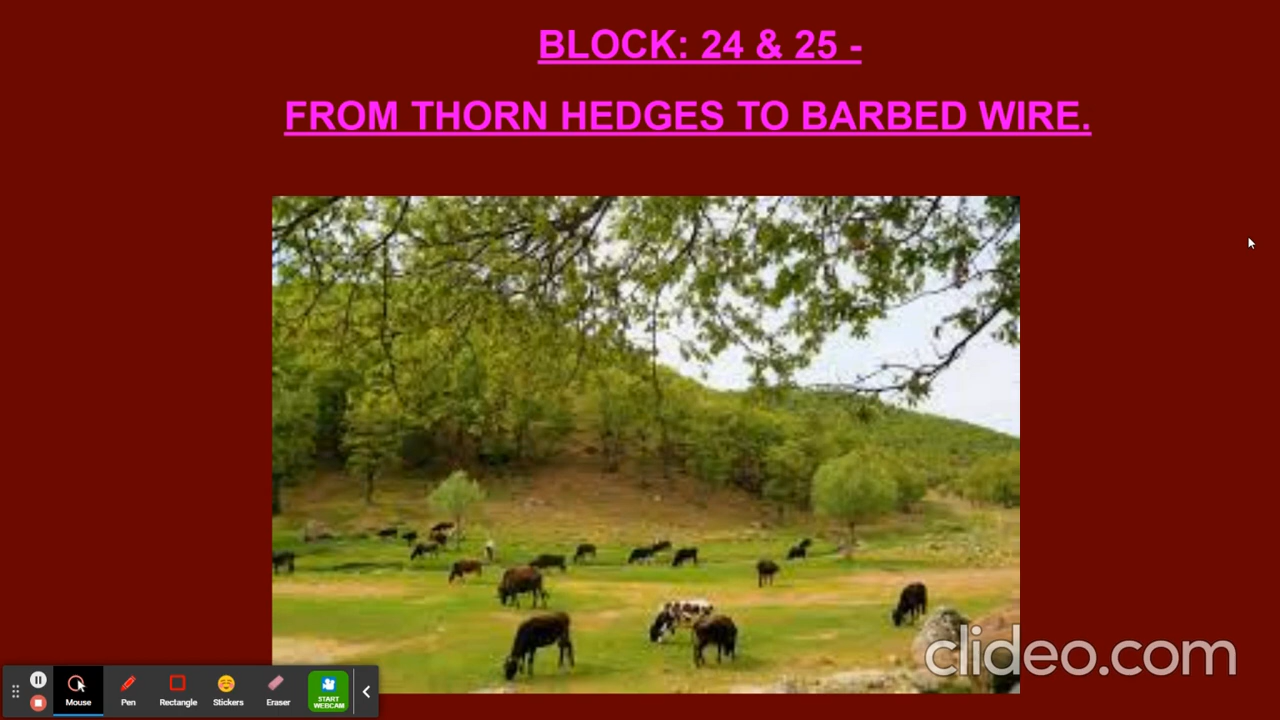 BLOCK: 24 & 25 -
FROM THORN HEDGES TO BARBED WIRE.
clideo.com
Mouse
Pen
Rectangle
Stickers
Eraser
START
WEBCAM